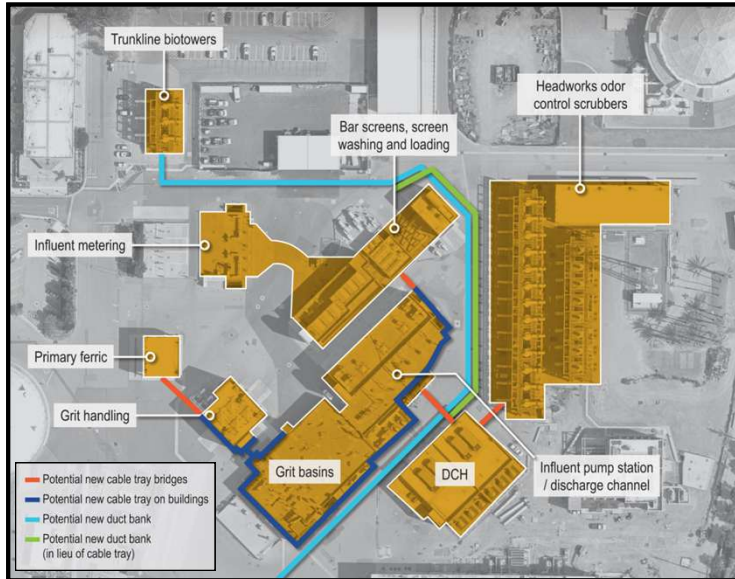 Trunkline biotowers
Headworks odor
control scrubbers
Bar screens, screen
washing and loading
Influent metering
Primary ferric
Grit handling
Grit basins
DCH
Influent pump station
/ discharge channel
Potential new cable tray bridges
Potential new cable tray on buildings
Potential new duct bank
Potential new duct bank
(in lieu of cable tray)